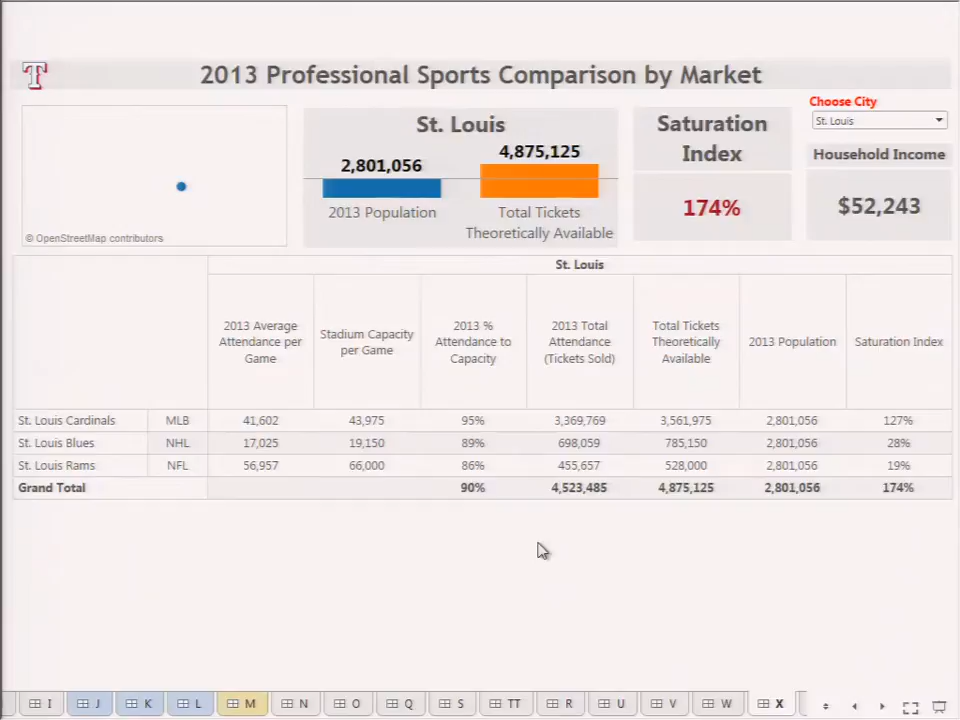 T
2013 Professional Sports Comparison by Market
Choose City
St. Louis
© OpenStreetMap contributors
St. Louis
2,801,056
4,875,125
2013 Population
Total Tickets
Theoretically Available
Saturation
Index
174%
Household Income
$52,243
St. Louis
2013 Average
Attendance per
Game
Stadium Capacity
per Game
2013 %
Attendance to
Capacity
2013 Total
Attendance
(Tickets Sold)
Total Tickets
Theoretically
Available
2013 Population
Saturation Index
St. Louis Cardinals MLB 41,602 43,975 95% 3,369,769 3,561,975 2,801,056 127%
St. Louis Blues NHL 17,025 19,150 89% 698,059 785,150 2,801,056 28%
St. Louis Rams NFL 56,957 66,000 86% 455,657 528,000 2,801,056 19%
Grand Total 90% 4,523,485 4,875,125 2,801,056 174%
I J K L M N O Q S TT R U V W X